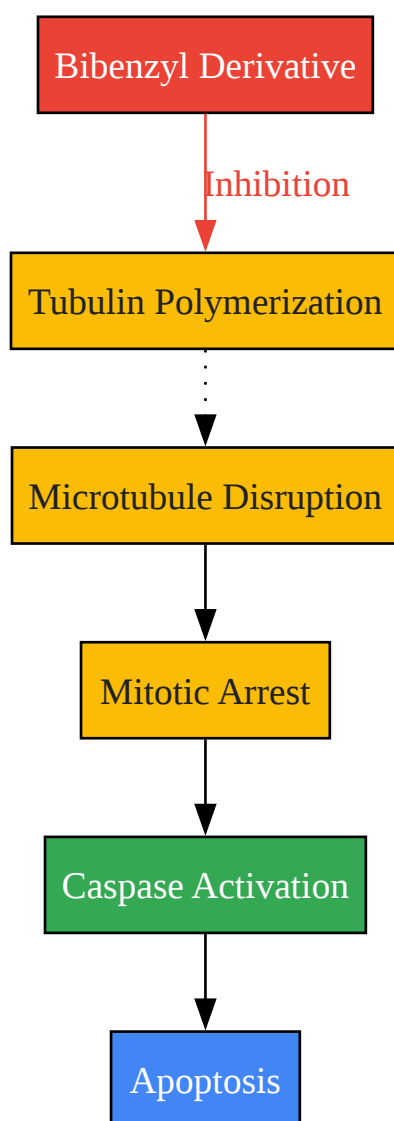 Bibenzyl Derivative
Inhibition
Tubulin Polymerization
Microtubule Disruption
Mitotic Arrest
Caspase Activation
Apoptosis